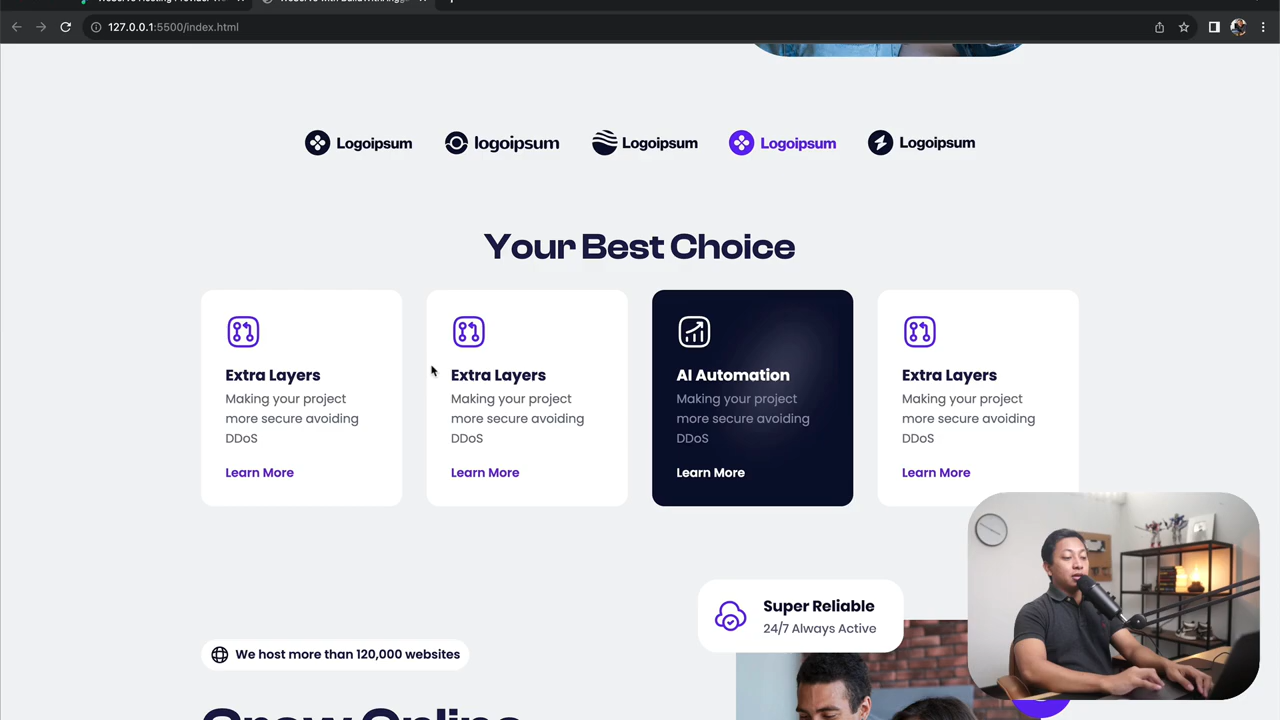 127.0.0.1:5500/index.html
Logoipsum
logoipsum
Logoipsum
Logoipsum
Logoipsum
Your Best Choice
Extra Layers
Making your project
more secure avoiding
DDoS
Learn More
Extra Layers
Making your project
more secure avoiding
DDoS
Learn More
AI Automation
Making your project
more secure avoiding
DDoS
Learn More
Extra Layers
Making your project
more secure avoiding
DDoS
Learn More
Super Reliable
24/7 Always Active
We host more than 120,000 websites